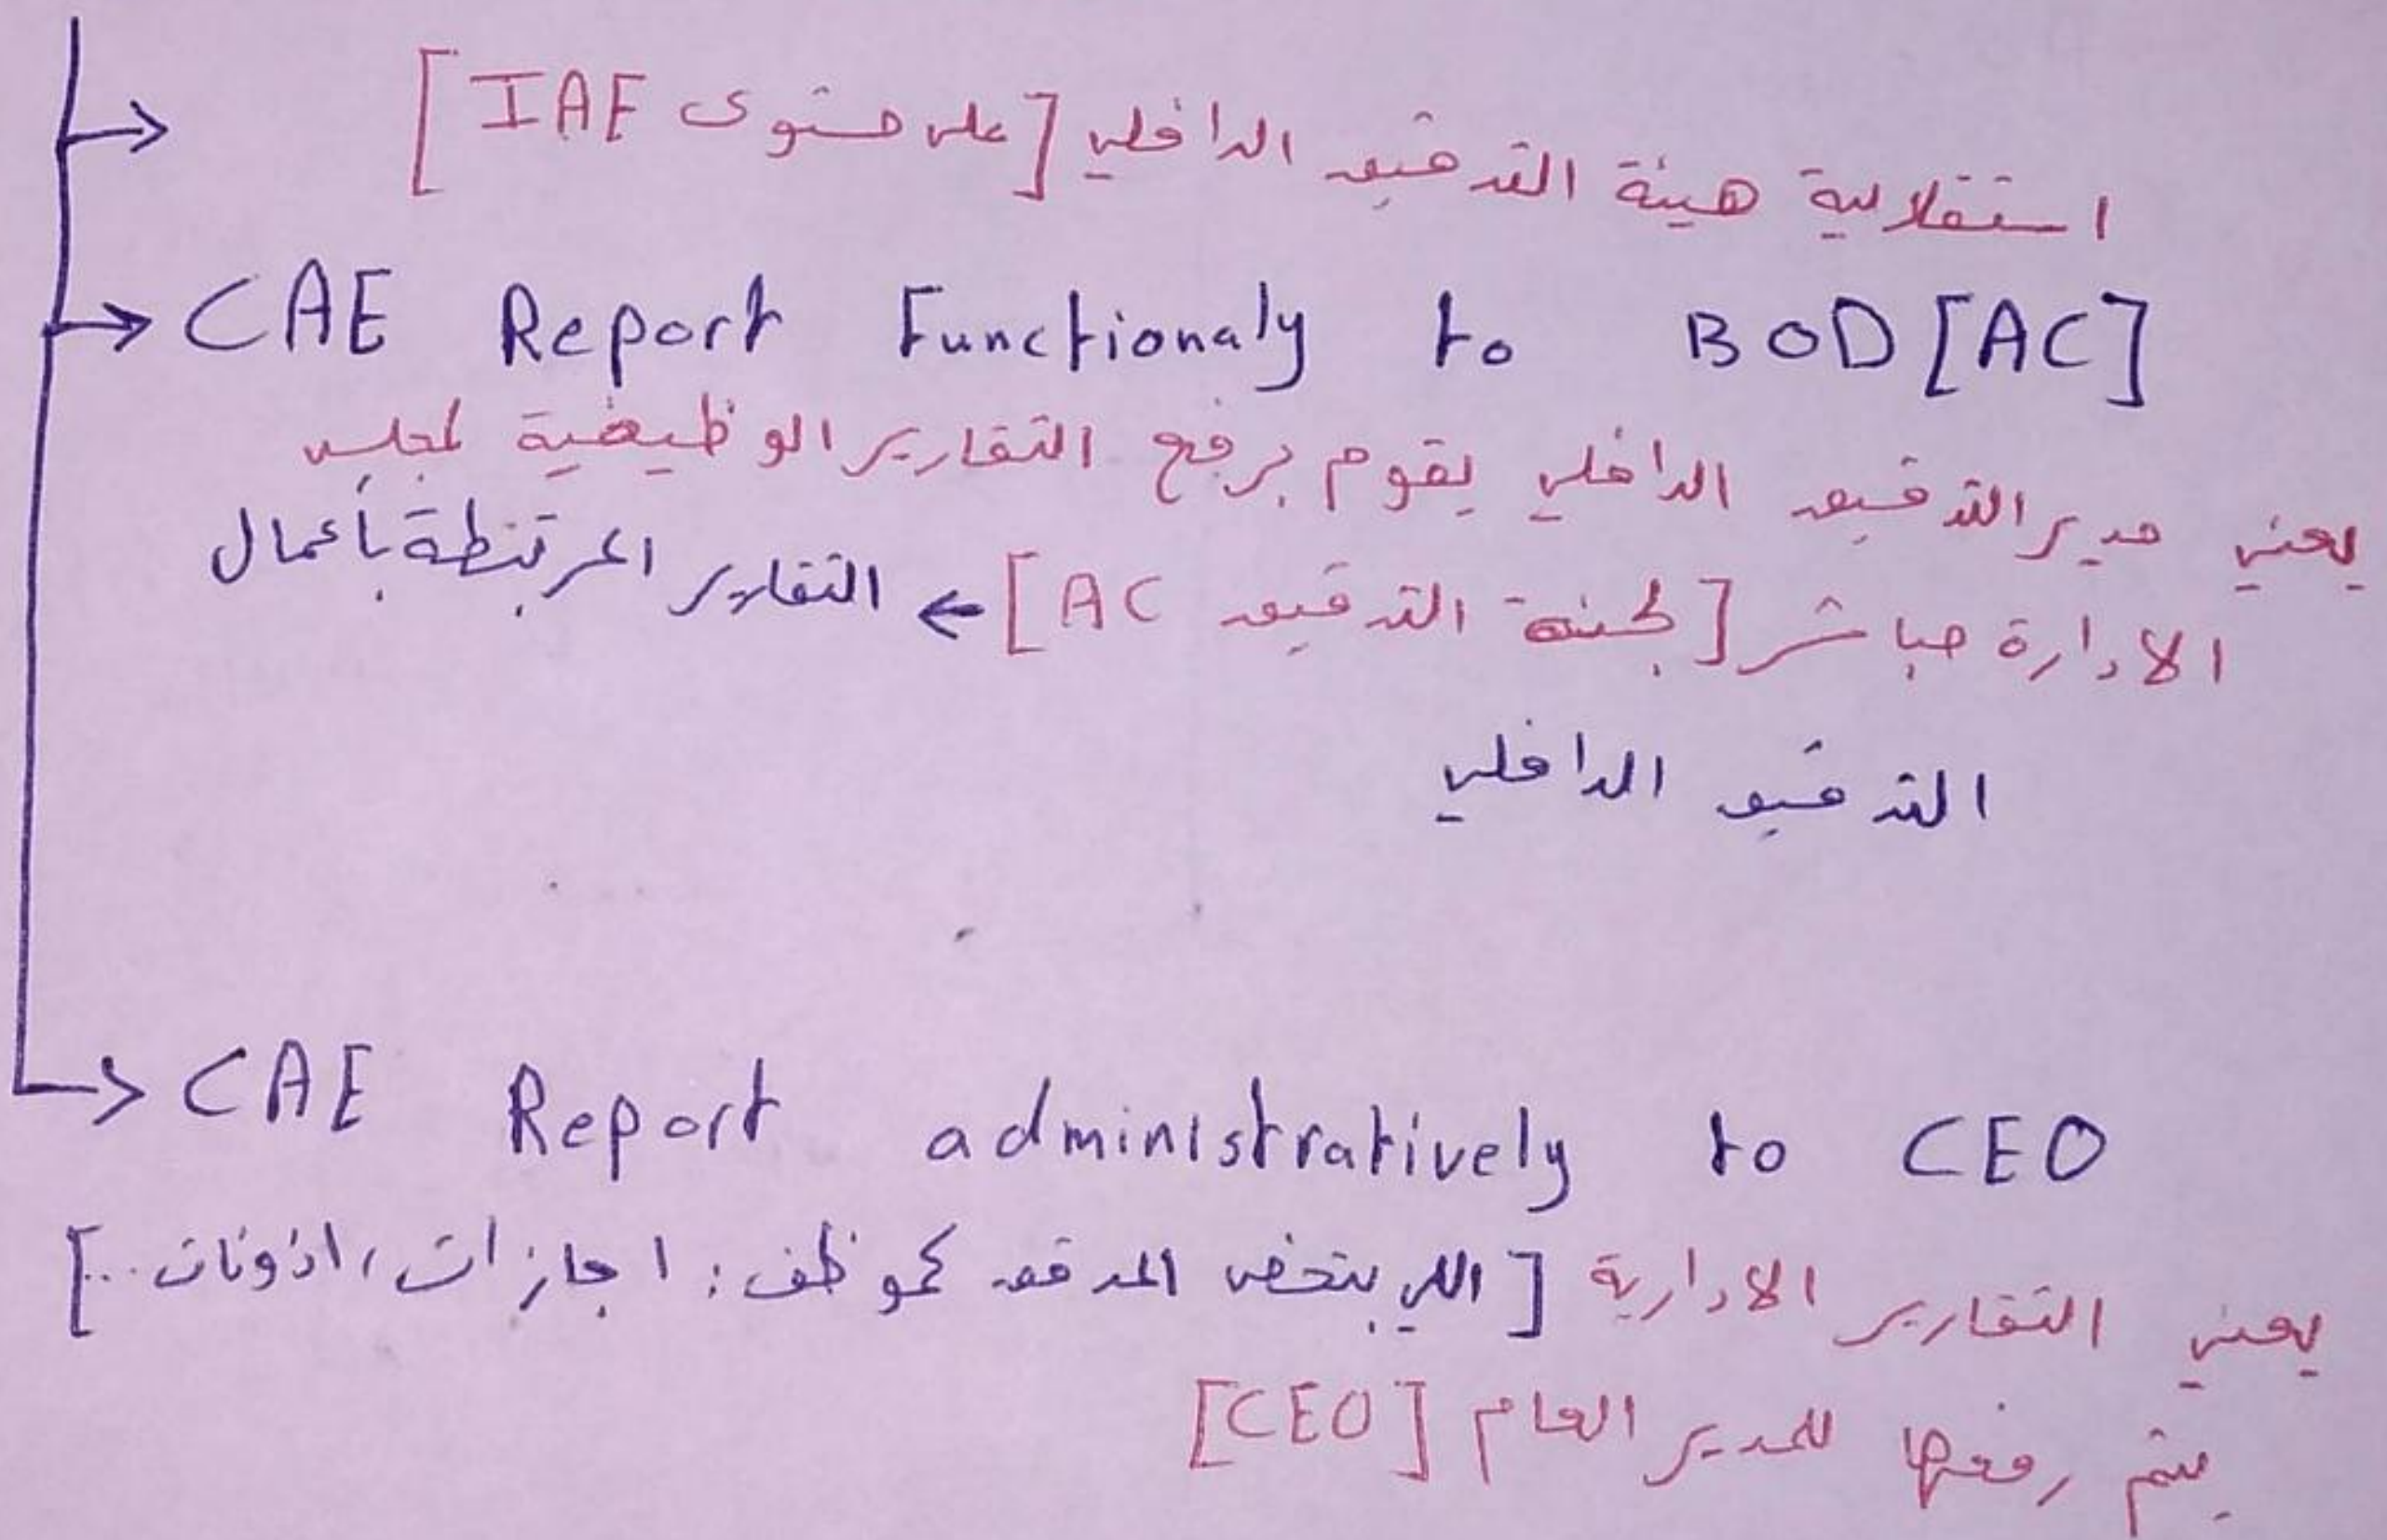 استقلالية هيئة التدقيق الداخلي [على مستوى IAF]
CAE Report Functionaly to BOD [AC]
يعني مدير التدقيق الداخلي يقوم برفع التقارير الوظيفية لمجلس
الادارة مباشر [لجنة التدقيق AC] ← التقارير المرتبطة بأعمال
التدقيق الداخلي
CAE Report administratively to CEO
يعني التقارير الادارية [اللي بتخص المدقق كموظف: اجازات، اذونات...]
يتم رفعها للمدير العام [CEO]